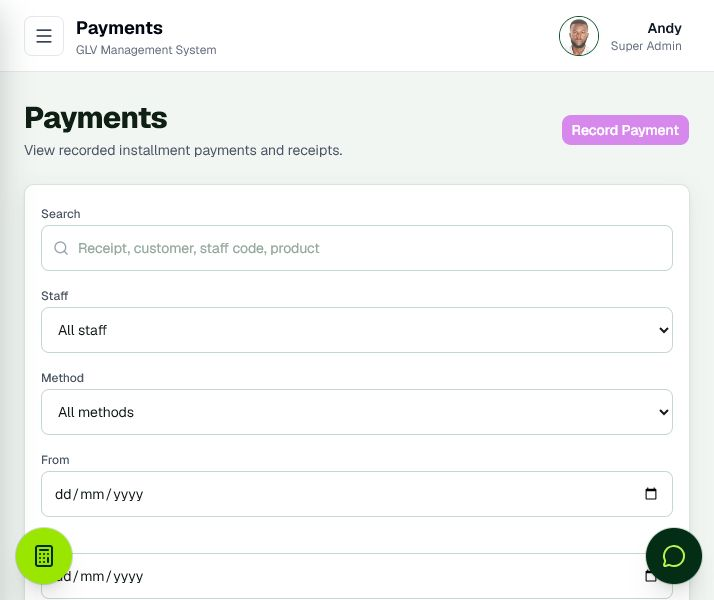 Payments
GLV Management System
Andy
Super Admin
Payments
View recorded installment payments and receipts.
Record Payment
Search
Receipt, customer, staff code, product
Staff
All staff
Method
All methods
From
dd/mm/yyyy
dd/mm/yyyy